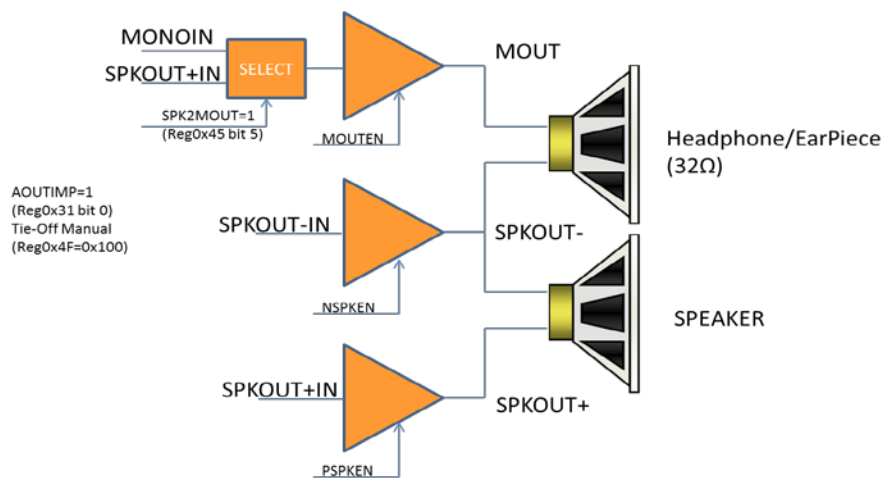 MONOIN
SPKOUT+IN
SELECT
SPK2MOUT=1
(Reg0x45 bit 5)
MOUTEN
MOUT
Headphone/EarPiece
(32Ω)
AOUTIMP=1
(Reg0x31 bit 0)
Tie-Off Manual
(Reg0x4F=0x100)
SPKOUT-IN
NSPKEN
SPKOUT-
SPEAKER
SPKOUT+IN
PSPKEN
SPKOUT+